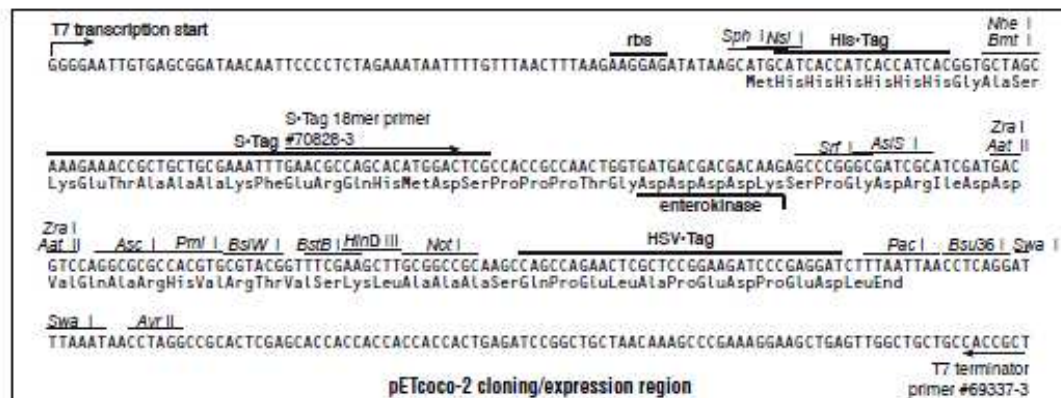 T7 transcription start
rbs
Sph I
Nsi I
His•Tag
Nhe I
Bmt I
GGGGAATTGTGAGCGGATAACAATTCCCCTCTAGAAATAATTTTGTTTAACTTTAAGAAGGAGATATAAGCATGCATCACCATCACCATCACGGTGCTAGC
MetHisHisHisHisHisHisGlyAlaSer
S•Tag 18mer primer
S•Tag #70828-3
Srf I
AsiS I
Zra I
Aat II
AAAGAAACCGCTGCTGCGAAATTTGAACGCCAGCACATGGACTCGCCACCGCCAACTGGTGATGACGACGACAAGAGCCCGGGCGATCGCATCGATGAC
LysGluThrAlaAlaAlaLysPheGluArgGlnHisMetAspSerProProProThrGlyAspAspAspAspLysSerProGlyAspArgIleAspAsp
enterokinase
Zra I
Aat II
Asc I
Pml I
BsiW I
BstB I
HinD III
Not I
HSV•Tag
Pac I
Bsu36 I
Swa I
GTCCAGGCGCGCCACGTGCGTACGGTTTCGAAGCTTGCGGCCGCAAGCCAGCCAGAACTCGCTCCGGAAGATCCCGAGGATCTTTAATTAACCTCAGGAT
ValGlnAlaArgHisValArgThrValSerLysLeuAlaAlaAlaSerGlnProGluLeuAlaProGluAspProGluAspLeuEnd
Swa I
Avr II
TTAAATAACCTAGGCCGCACTCGAGCACCACCACCACCACCACTGAGATCCGGCTGCTAACAAAGCCCGAAAGGAAGCTGAGTTGGCTGCTGCCACCGCT
pETcoco-2 cloning/expression region
T7 terminator
primer #69337-3